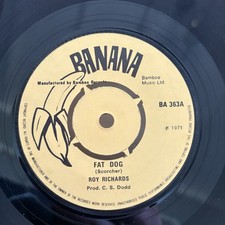 BANANA
Manufactured by Bamboo Records
Bamboo
Music Ltd.
BA 363A
℗ 1971
FAT DOG
(Scorcher)
ROY RICHARDS
Prod. C. S. Dodd